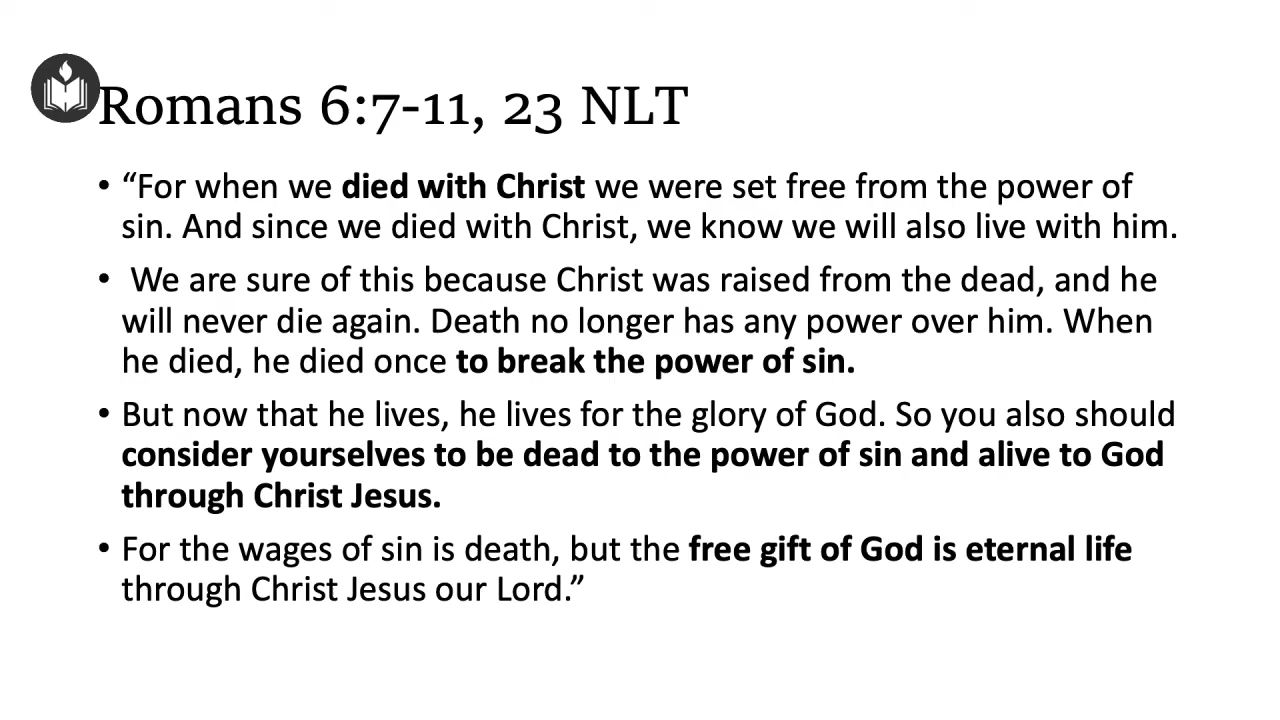 Romans 6:7-11, 23 NLT
• “For when we died with Christ we were set free from the power of
sin. And since we died with Christ, we know we will also live with him.
• We are sure of this because Christ was raised from the dead, and he
will never die again. Death no longer has any power over him. When
he died, he died once to break the power of sin.
• But now that he lives, he lives for the glory of God. So you also should
consider yourselves to be dead to the power of sin and alive to God
through Christ Jesus.
• For the wages of sin is death, but the free gift of God is eternal life
through Christ Jesus our Lord.”